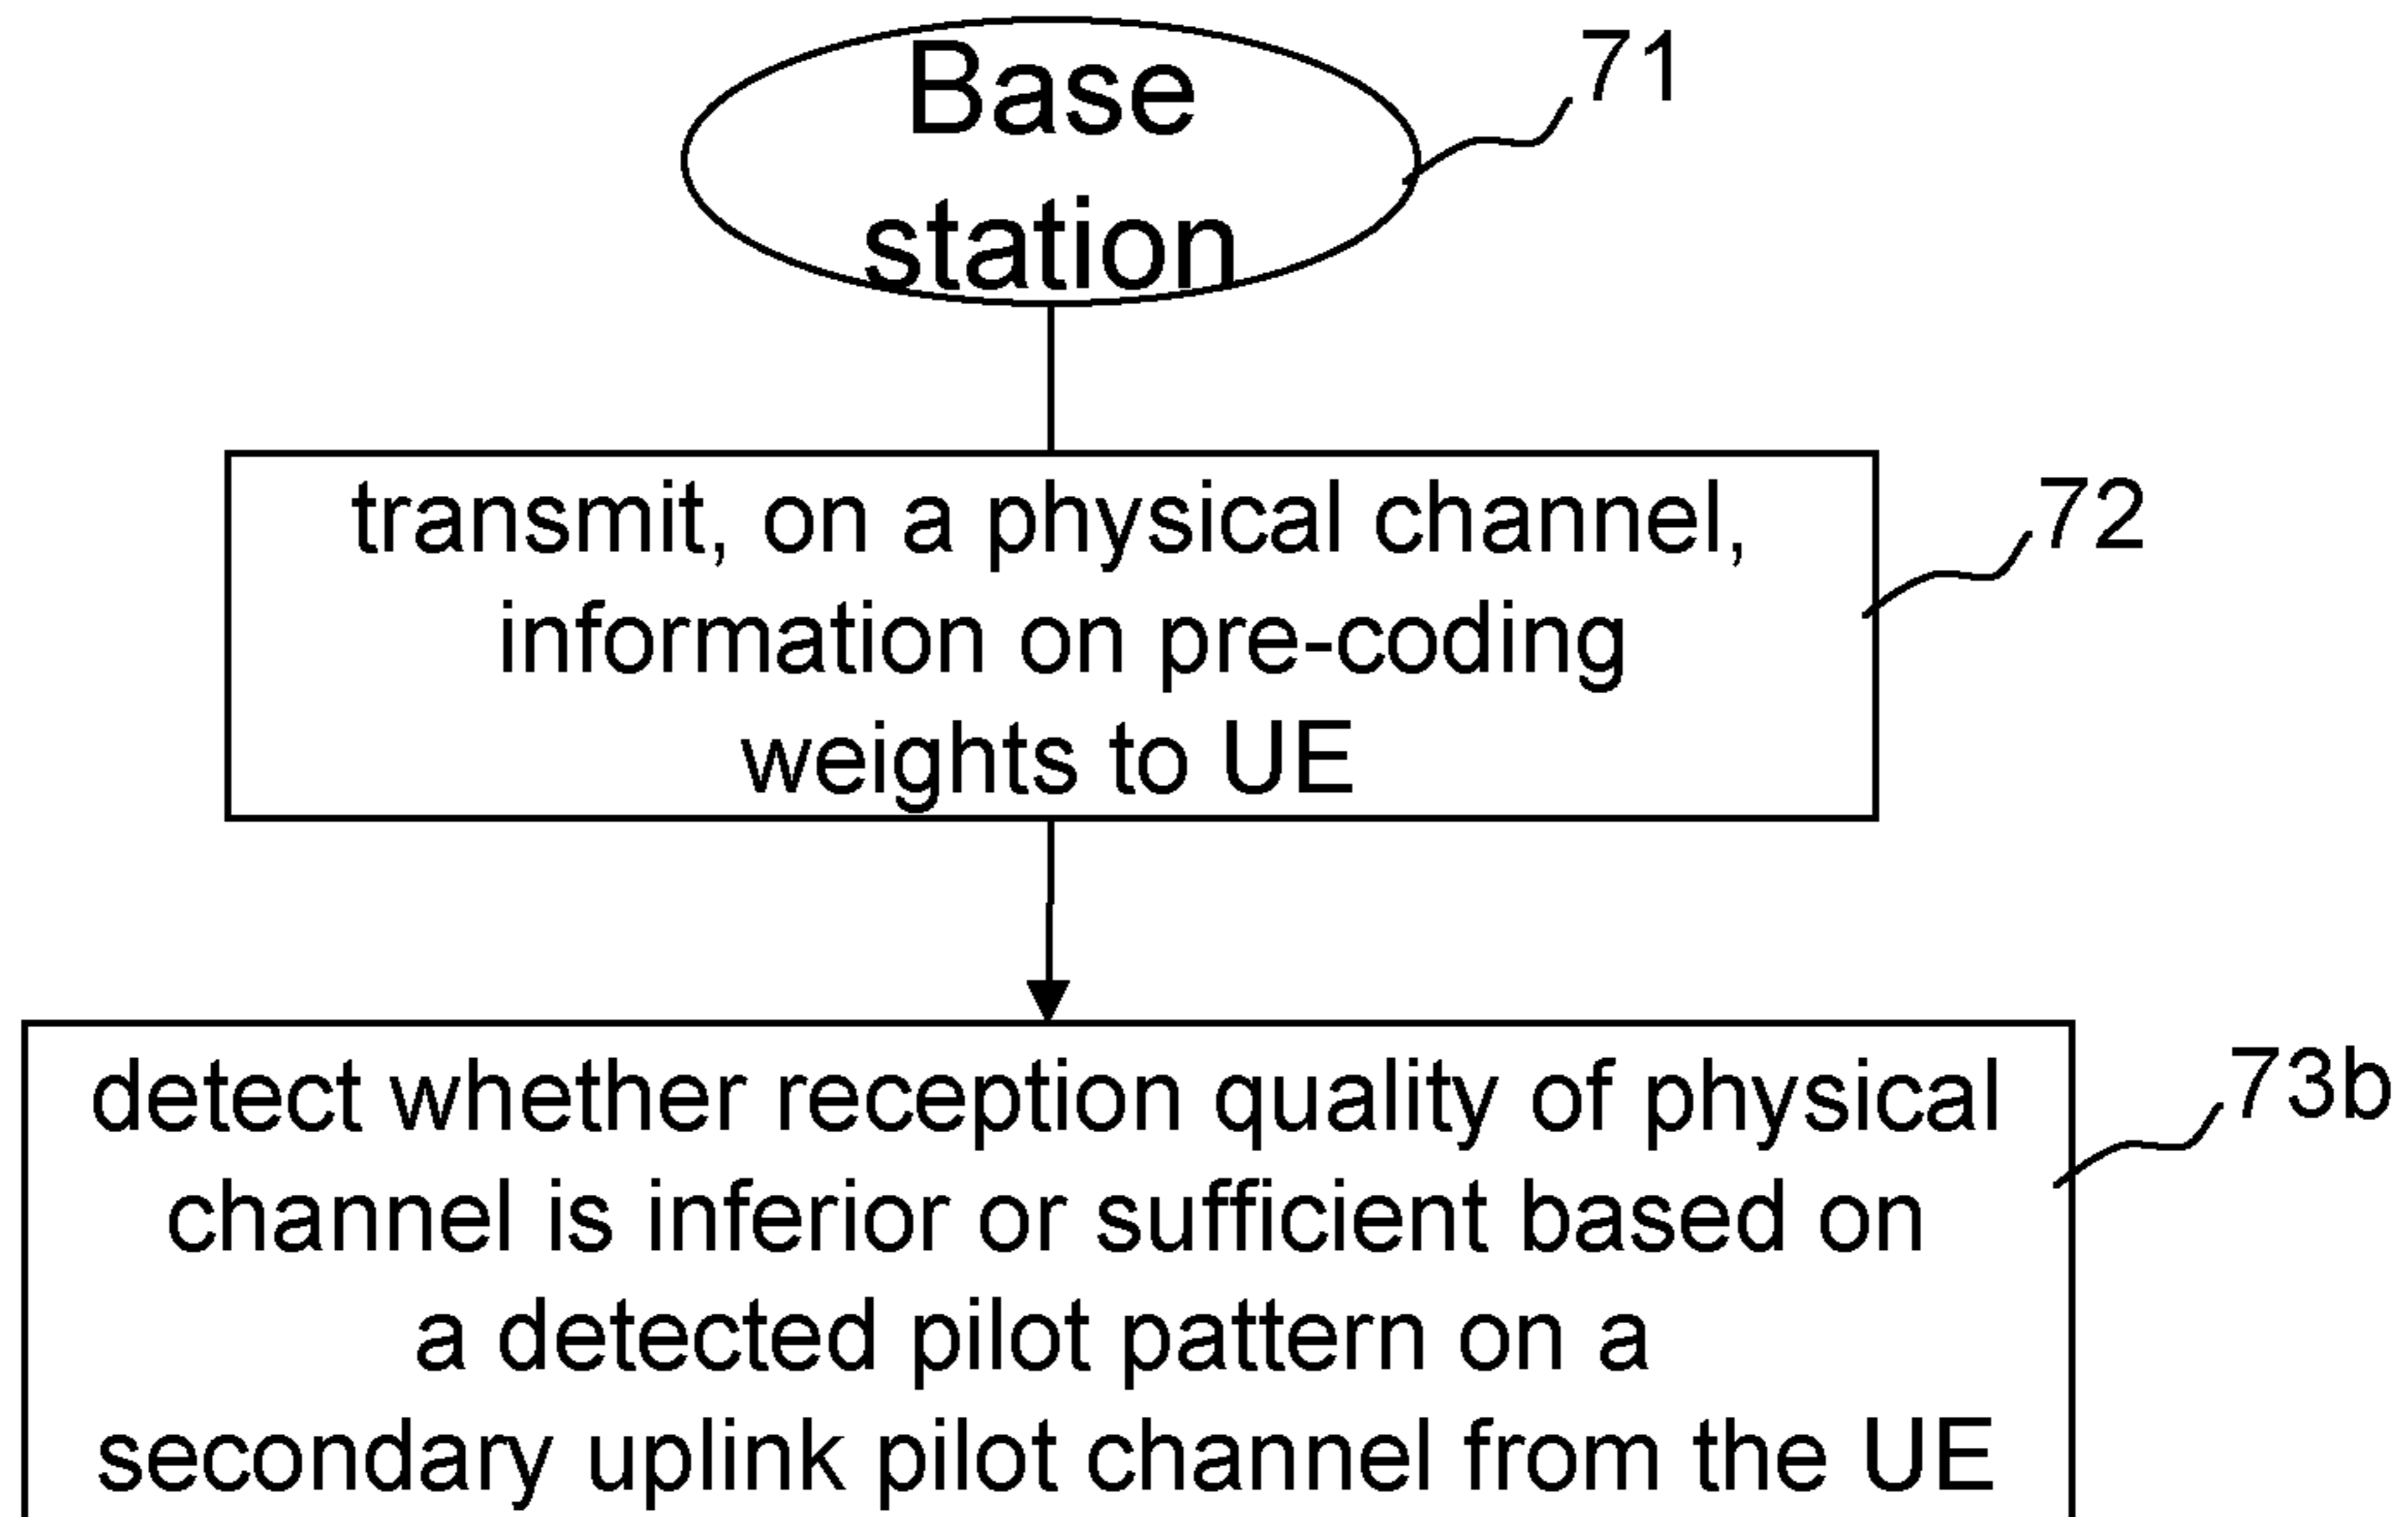 Base
station
71
transmit, on a physical channel,
information on pre-coding
weights to UE
72
detect whether reception quality of physical
channel is inferior or sufficient based on
a detected pilot pattern on a
secondary uplink pilot channel from the UE
73b